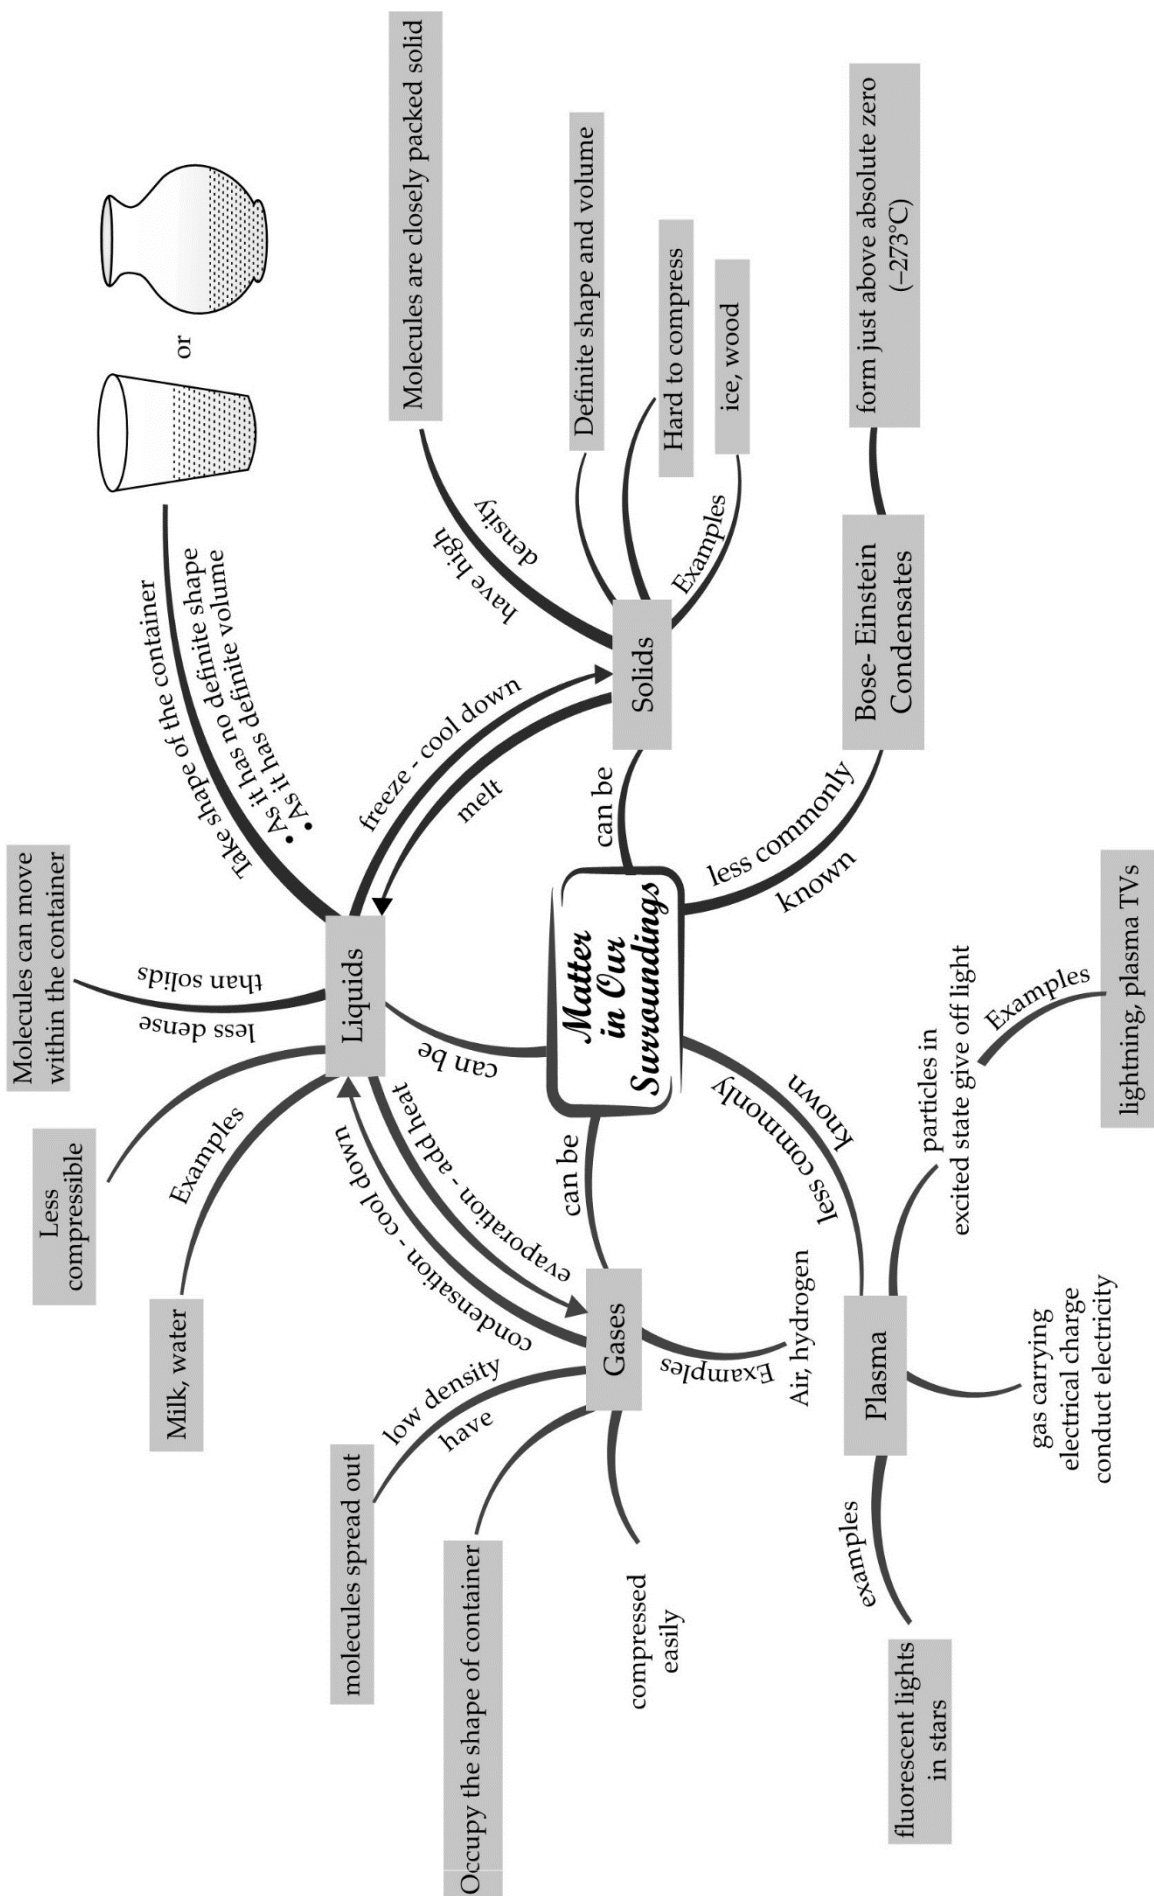 Matter
in Our
Surroundings
can be
Liquids
Take shape of the container
• As it has no definite shape
• As it has definite volume
or
less dense
than solids
Molecules can move
within the container
Less
compressible
Examples
Milk, water
freeze - cool down
melt
can be
Solids
have high
density
Molecules are closely packed solid
Definite shape and volume
Hard to compress
Examples
ice, wood
less commonly
known
Bose- Einstein
Condensates
form just above absolute zero
(–273°C)
evaporation - add heat
condensation - cool down
can be
Gases
low density
have
molecules spread out
Occupy the shape of container
compressed
easily
Examples
Air, hydrogen
less commonly
known
Plasma
particles in
excited state give off light
Examples
lightning, plasma TVs
gas carrying
electrical charge
conduct electricity
examples
fluorescent lights
in stars